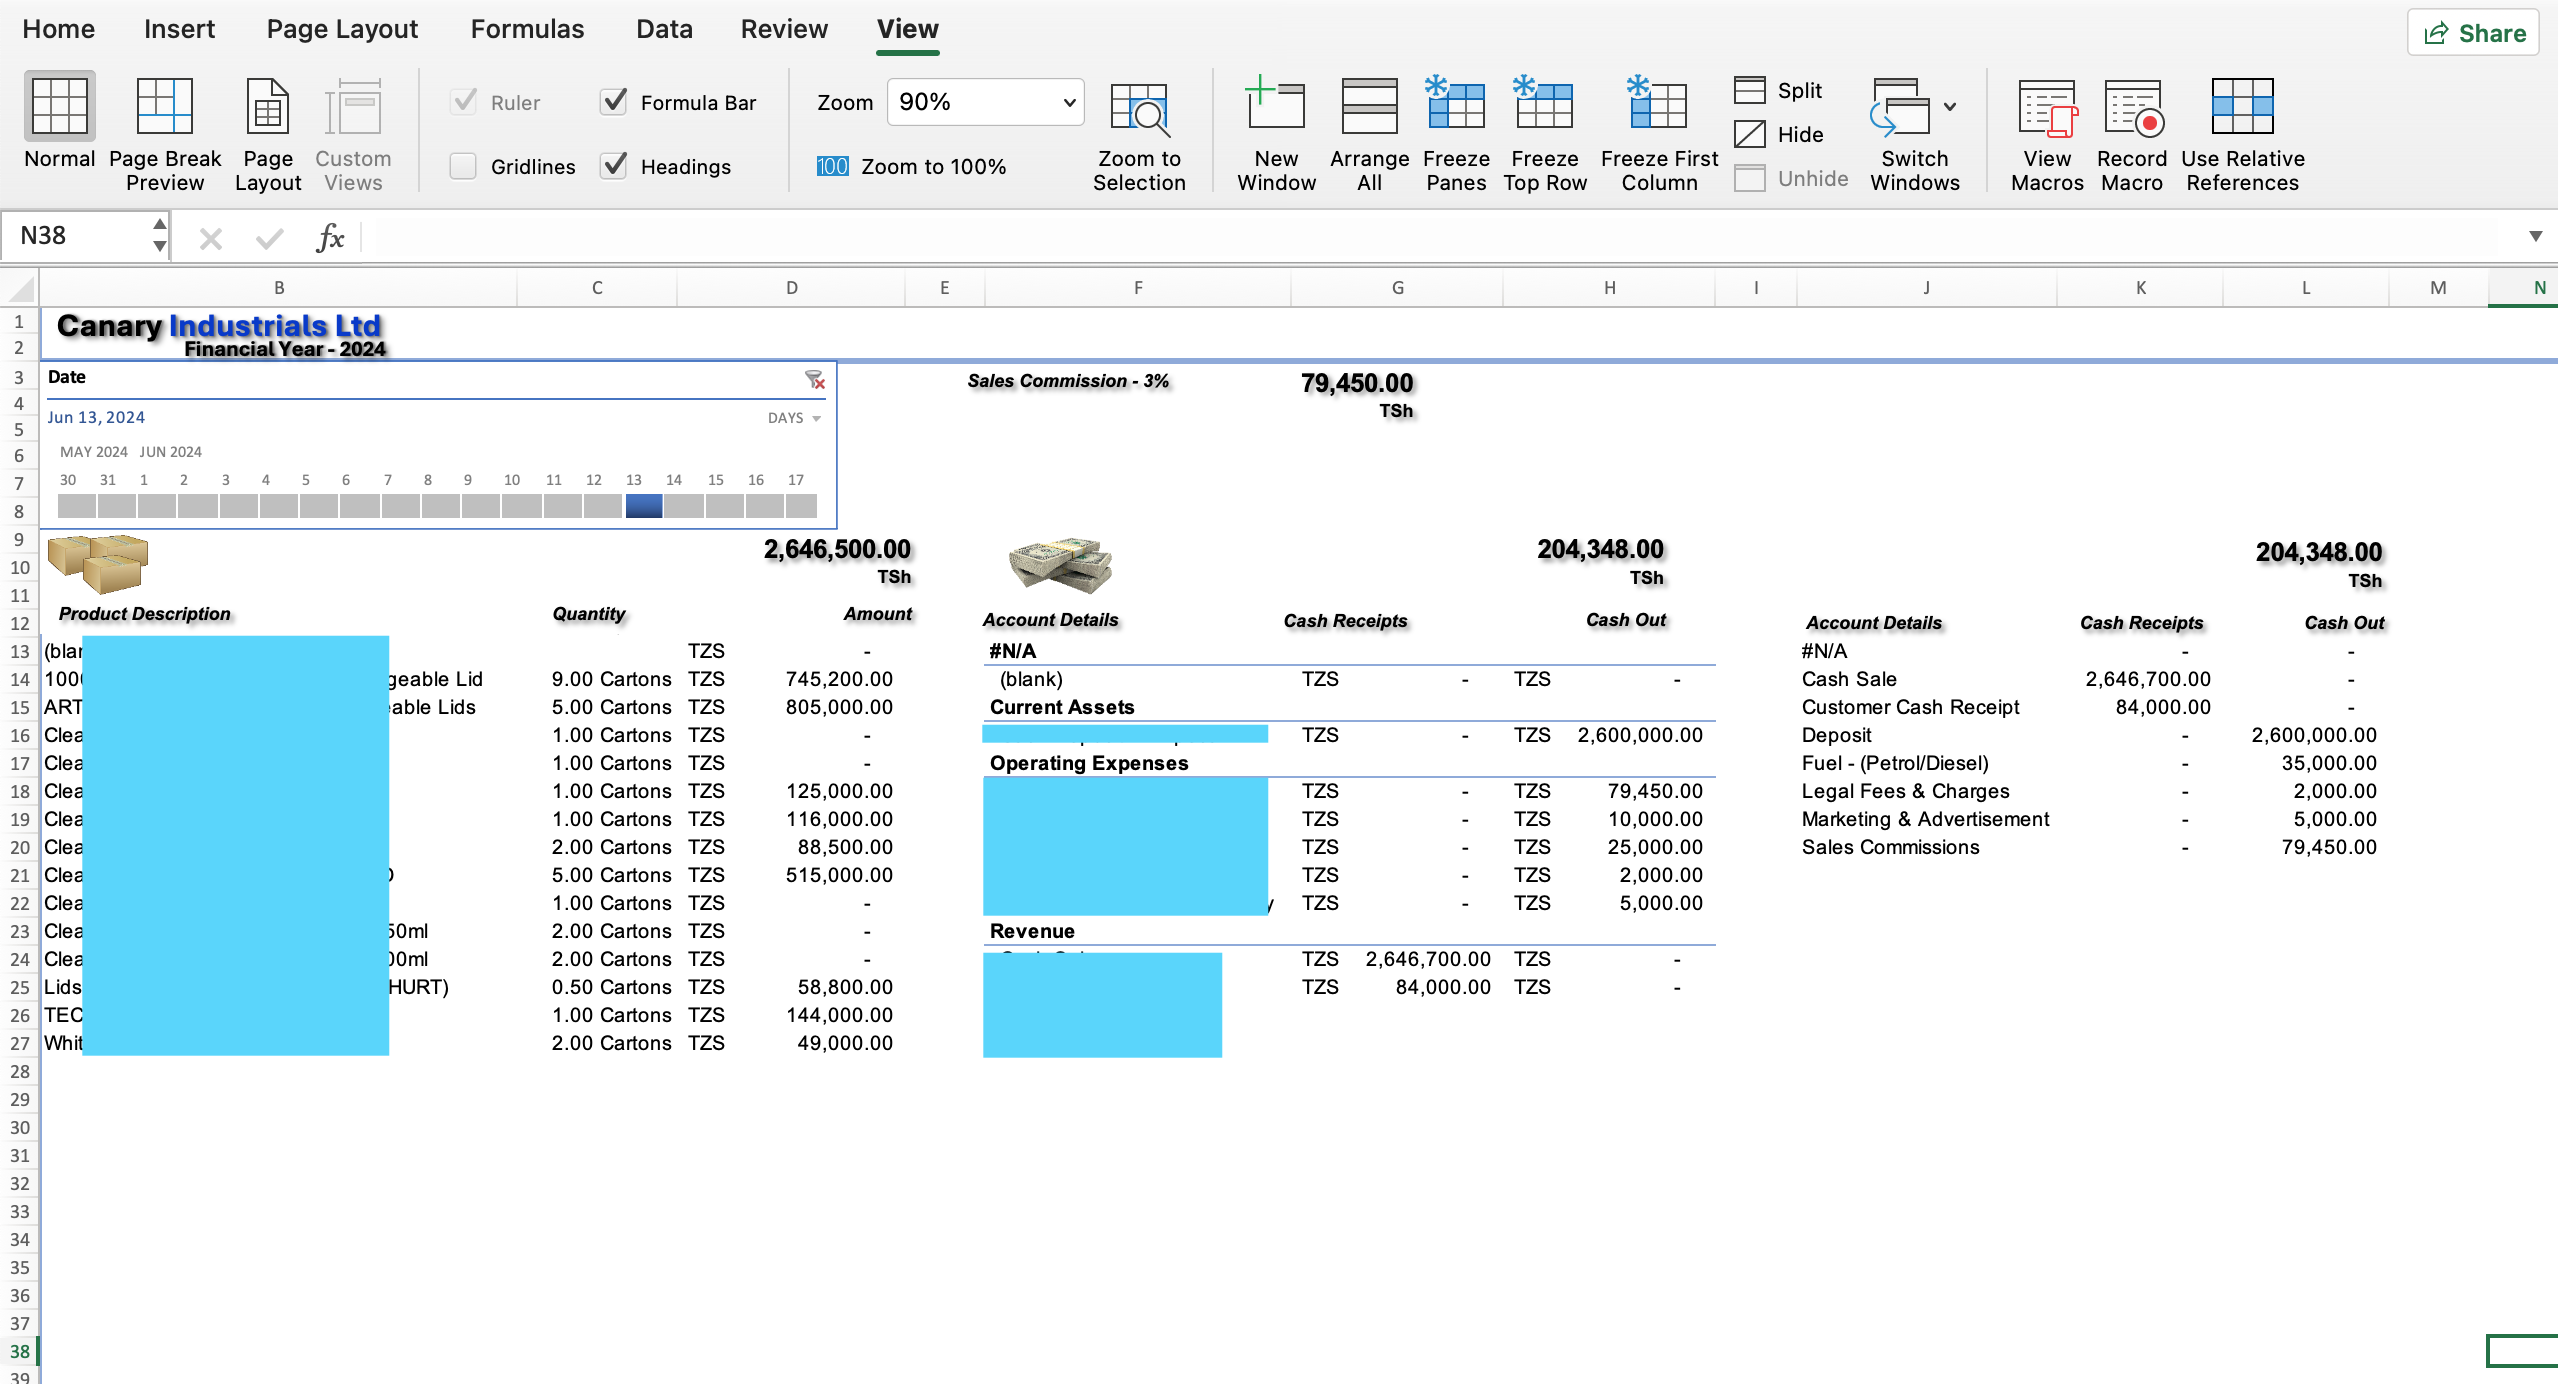 Home Insert Page Layout Formulas Data Review View Share
Normal Page Break Preview Page Layout Custom Views
Ruler Formula Bar
Gridlines Headings
Zoom 90%
100 Zoom to 100%
Zoom to Selection
New Window Arrange All Freeze Panes Freeze Top Row Freeze First Column
Split
Hide
Unhide
Switch Windows
View Macros Record Macro Use Relative References
N38 fx
B C D E F G H I J K L M N
1 Canary Industrials Ltd
2 Financial Year - 2024
3 Date Sales Commission - 3% 79,450.00
4 Jun 13, 2024 DAYS TSh
5
6 MAY 2024 JUN 2024
7 30 31 1 2 3 4 5 6 7 8 9 10 11 12 13 14 15 16 17
8
9 2,646,500.00 204,348.00 204,348.00
10 TSh TSh TSh
11
12 Product Description Quantity Amount Account Details Cash Receipts Cash Out Account Details Cash Receipts Cash Out
13 TZS - #N/A #N/A - -
14 Lid 9.00 Cartons TZS 745,200.00 (blank) TZS - TZS - Cash Sale 2,646,700.00 -
15 ART Lids 5.00 Cartons TZS 805,000.00 Current Assets Customer Cash Receipt 84,000.00 -
16 Clea 1.00 Cartons TZS - TZS - TZS 2,600,000.00 Deposit - 2,600,000.00
17 Clea 1.00 Cartons TZS - Operating Expenses Fuel - (Petrol/Diesel) - 35,000.00
18 Clea 1.00 Cartons TZS 125,000.00 TZS - TZS 79,450.00 Legal Fees & Charges - 2,000.00
19 Clea 1.00 Cartons TZS 116,000.00 TZS - TZS 10,000.00 Marketing & Advertisement - 5,000.00
20 Clea 2.00 Cartons TZS 88,500.00 TZS - TZS 25,000.00 Sales Commissions - 79,450.00
21 Clea 5.00 Cartons TZS 515,000.00 TZS - TZS 2,000.00
22 Clea 1.00 Cartons TZS - TZS - TZS 5,000.00
23 Clea 50ml 2.00 Cartons TZS - Revenue
24 Clea 00ml 2.00 Cartons TZS - TZS 2,646,700.00 TZS -
25 Lids HURT) 0.50 Cartons TZS 58,800.00 TZS 84,000.00 TZS -
26 TEC 1.00 Cartons TZS 144,000.00
27 Whit 2.00 Cartons TZS 49,000.00
28
29
30
31
32
33
34
35
36
37
38
39